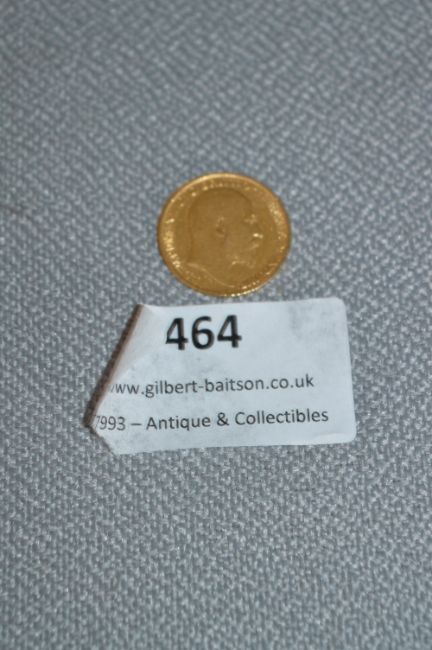 464
www.gilbert-baitson.co.uk
7993 – Antique & Collectibles